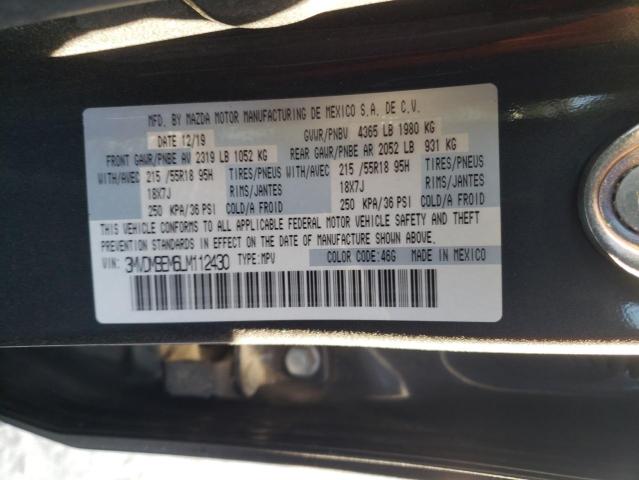 MFD. BY MAZDA MOTOR MANUFACTURING DE MEXICO S.A. DE C.V.
DATE 12/19 GVWR/PNBV 4365 LB 1980 KG
FRONT GAWR/PNBE AV 2319 LB 1052 KG REAR GAWR/PNBE AR 2052 LB 931 KG
WITH/AVEC 215 /55R18 95H TIRES/PNEUS WITH/AVEC 215 /55R18 95H TIRES/PNEUS
18X7J RIMS/JANTES 18X7J RIMS/JANTES
250 KPA/36 PSI COLD/A FROID 250 KPA/36 PSI COLD/A FROID
THIS VEHICLE CONFORMS TO ALL APPLICABLE FEDERAL MOTOR VEHICLE SAFETY AND THEFT
PREVENTION STANDARDS IN EFFECT ON THE DATE OF MANUFACTURE SHOWN ABOVE.
VIN: 3MVDMBEM6LM112430 TYPE:MPV COLOR CODE:46G MADE IN MEXICO